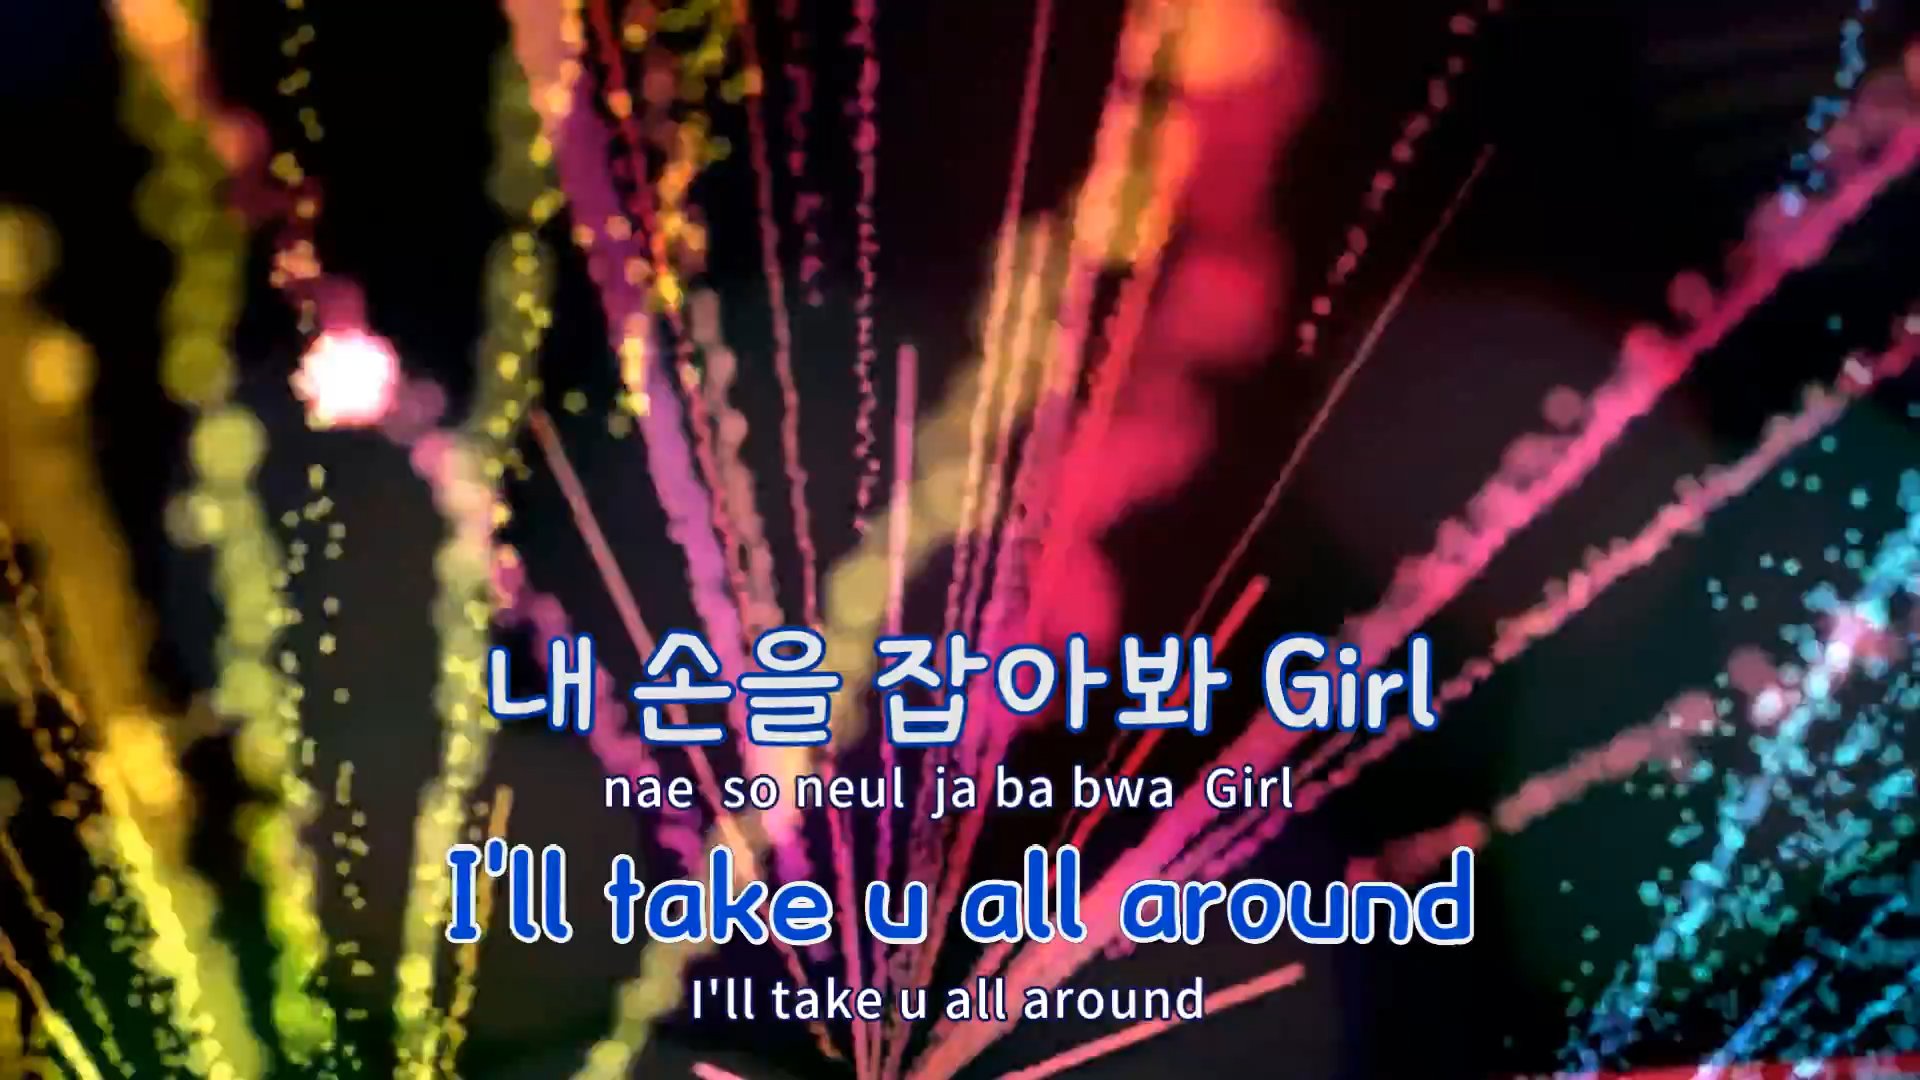 내 손을 잡아봐 Girl
nae so neul ja ba bwa Girl
I'll take u all around
I'll take u all around